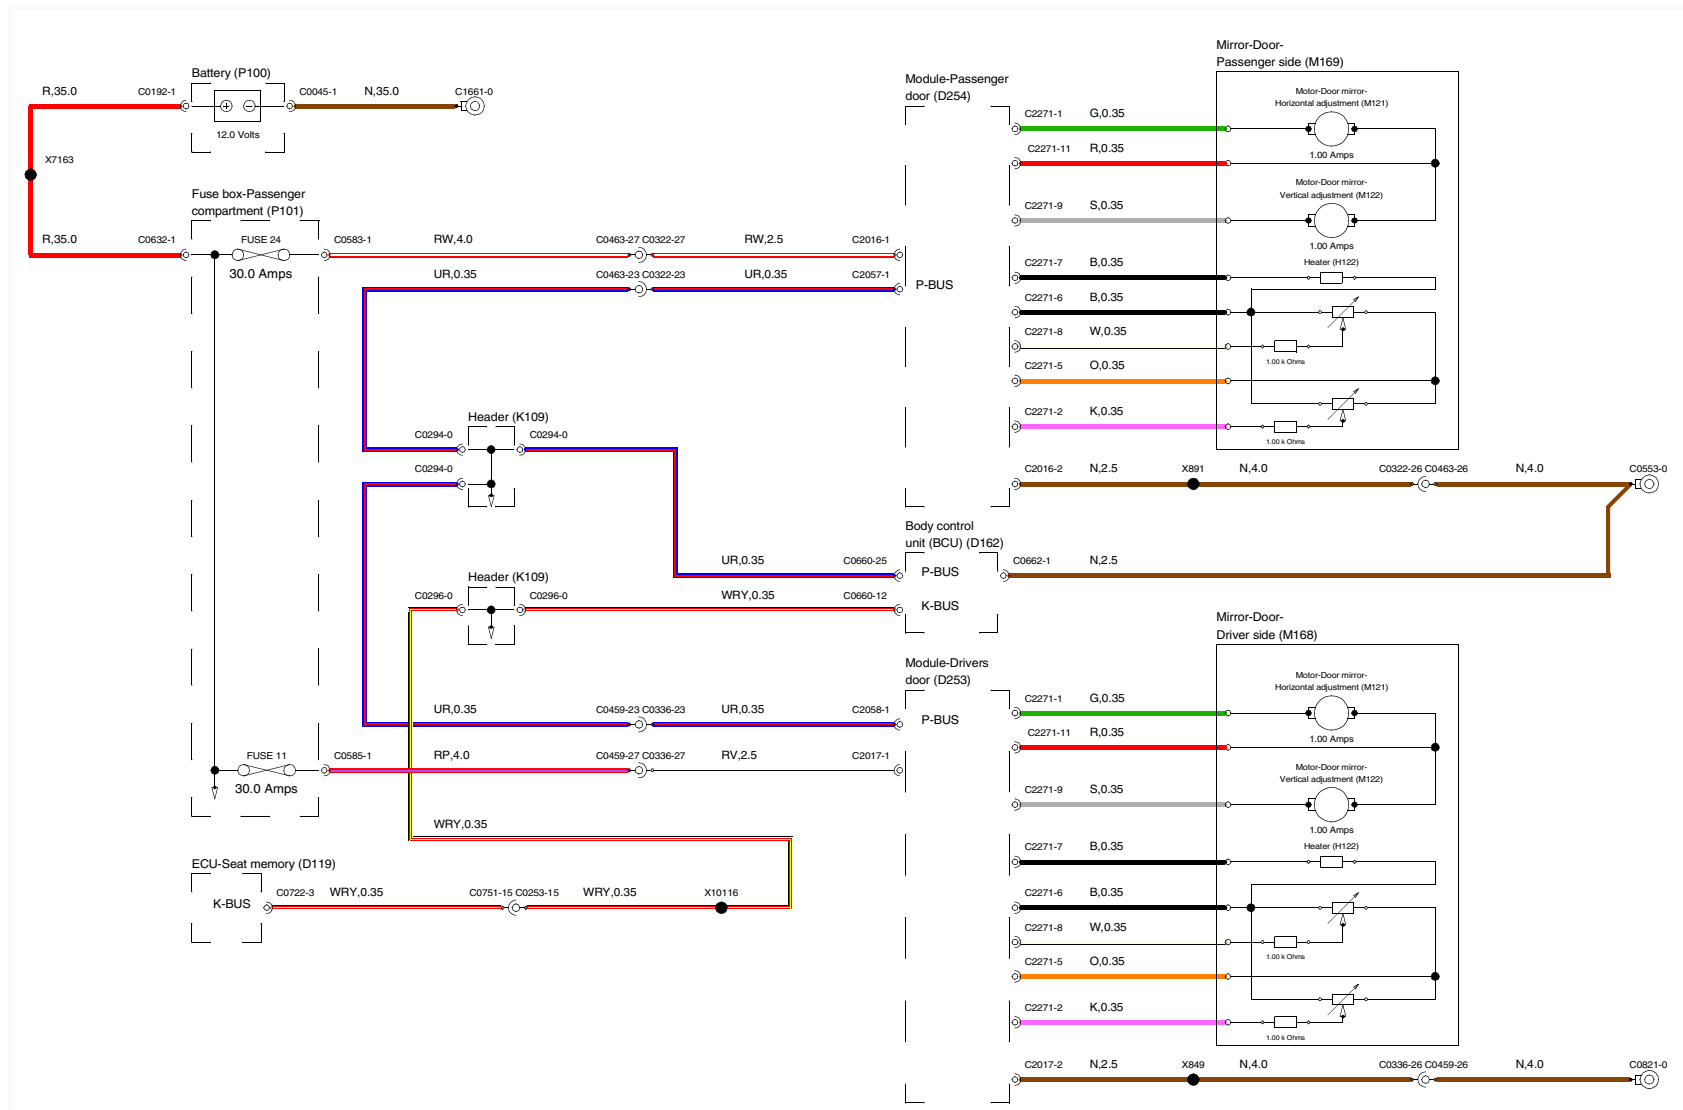 Battery (P100)
R,35.0
C0192-1
C0045-1
N,35.0
C1661-0
12.0 Volts
X7163
Fuse box-Passenger
compartment (P101)
R,35.0
C0632-1
FUSE 24
30.0 Amps
C0583-1
RW,4.0
C0463-27 C0322-27
RW,2.5
C2016-1
UR,0.35
C0463-23 C0322-23
UR,0.35
C2057-1
Header (K109)
C0294-0
C0294-0
C0294-0
UR,0.35
C0660-25
Header (K109)
C0296-0
C0296-0
WRY,0.35
C0660-12
UR,0.35
C0459-23 C0336-23
UR,0.35
C2058-1
FUSE 11
30.0 Amps
C0585-1
RP,4.0
C0459-27 C0336-27
RV,2.5
C2017-1
WRY,0.35
ECU-Seat memory (D119)
K-BUS
C0722-3
WRY,0.35
C0751-15 C0253-15
WRY,0.35
X10116
Module-Passenger
door (D254)
P-BUS
C2271-1
G,0.35
C2271-11
R,0.35
C2271-9
S,0.35
C2271-7
B,0.35
C2271-6
B,0.35
C2271-8
W,0.35
C2271-5
O,0.35
C2271-2
K,0.35
C2016-2
N,2.5
X891
N,4.0
C0322-26 C0463-26
N,4.0
C0553-0
Mirror-Door-
Passenger side (M169)
Motor-Door mirror-
Horizontal adjustment (M121)
1.00 Amps
Motor-Door mirror-
Vertical adjustment (M122)
1.00 Amps
Heater (H122)
1.00 k Ohms
1.00 k Ohms
Body control
unit (BCU) (D162)
P-BUS
K-BUS
C0662-1
N,2.5
Module-Drivers
door (D253)
P-BUS
C2271-1
G,0.35
C2271-11
R,0.35
C2271-9
S,0.35
C2271-7
B,0.35
C2271-6
B,0.35
C2271-8
W,0.35
C2271-5
O,0.35
C2271-2
K,0.35
C2017-2
N,2.5
X849
N,4.0
C0336-26 C0459-26
N,4.0
C0821-0
Mirror-Door-
Driver side (M168)
Motor-Door mirror-
Horizontal adjustment (M121)
1.00 Amps
Motor-Door mirror-
Vertical adjustment (M122)
1.00 Amps
Heater (H122)
1.00 k Ohms
1.00 k Ohms